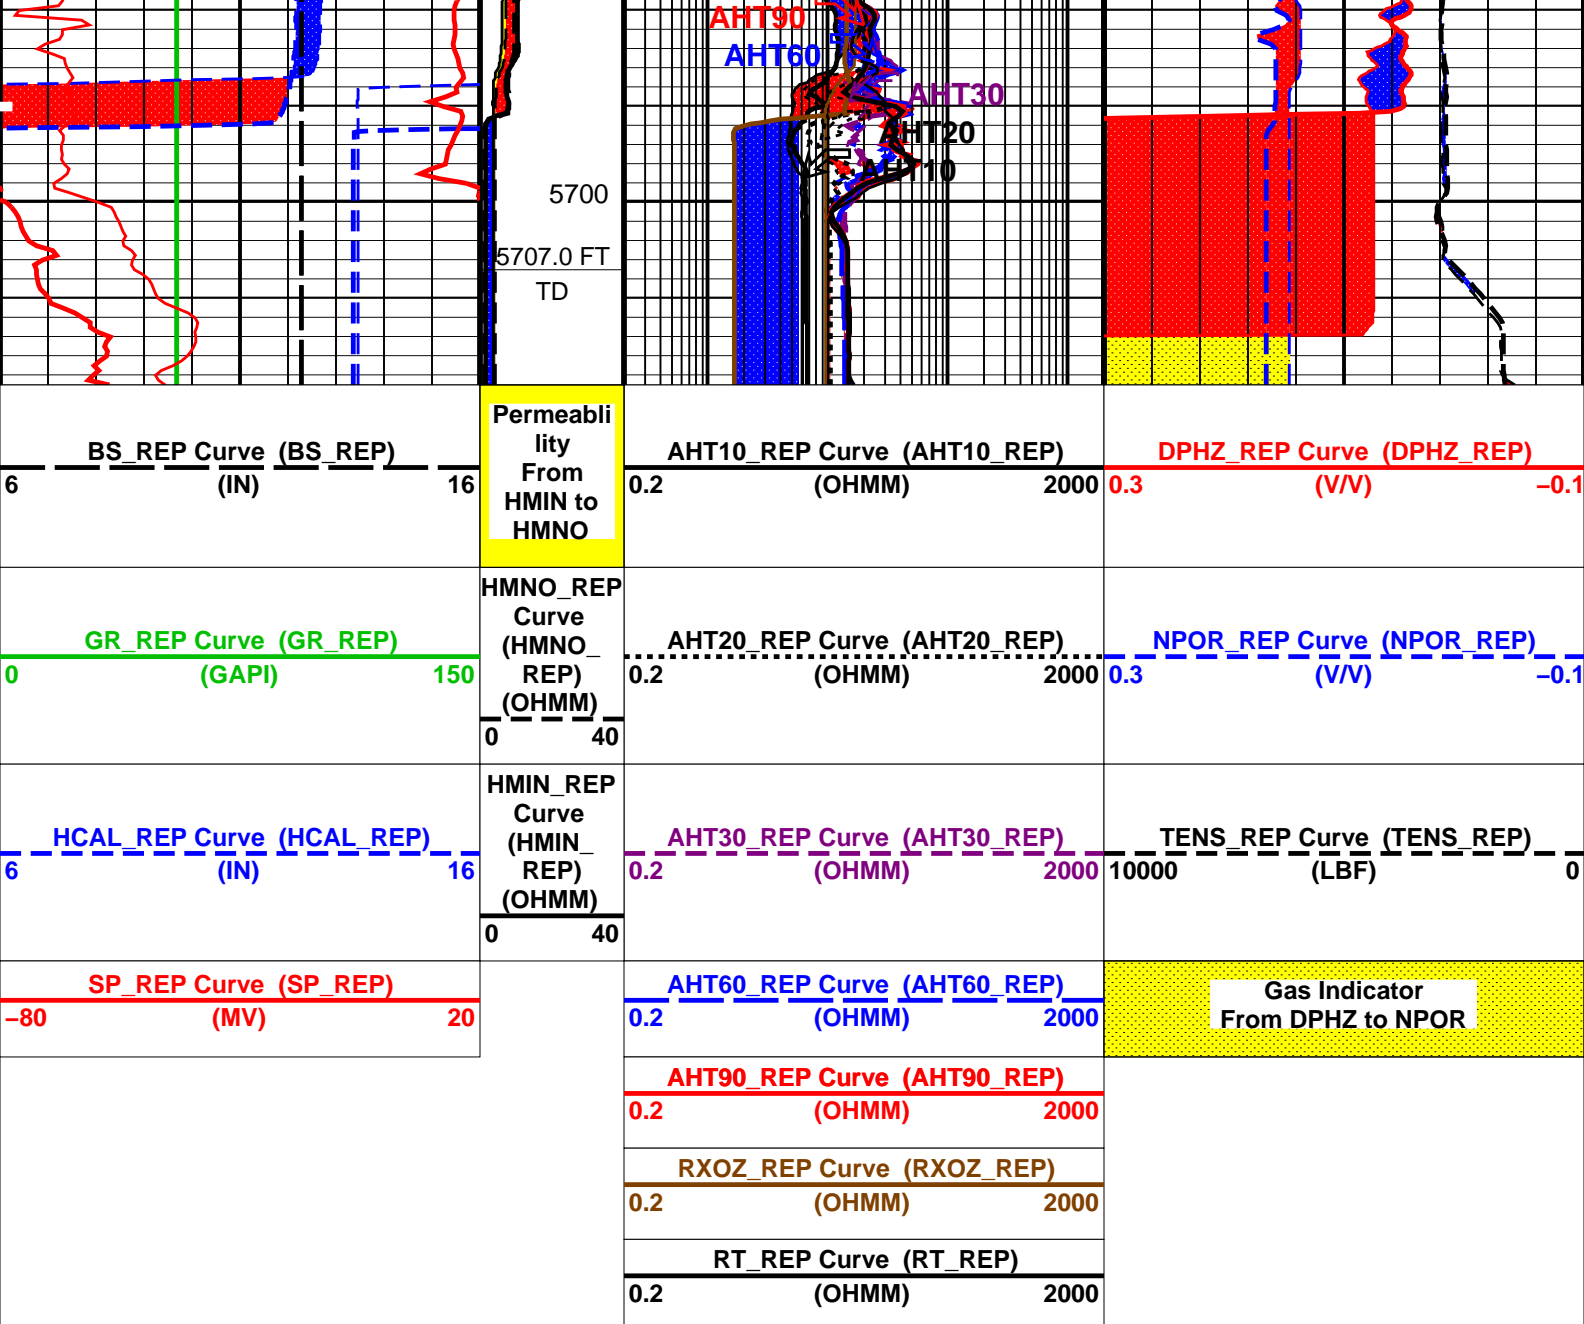 AHT90
AHT60
AHT30
AHT20
AHT10
5700
5707.0 FT
TD
BS_REP Curve (BS_REP)
6 (IN) 16
Permeabli
lity
From
HMIN to
HMNO
AHT10_REP Curve (AHT10_REP)
0.2 (OHMM) 2000
DPHZ_REP Curve (DPHZ_REP)
0.3 (V/V) −0.1
GR_REP Curve (GR_REP)
0 (GAPI) 150
HMNO_REP
Curve
(HMNO_
REP)
(OHMM)
0 40
AHT20_REP Curve (AHT20_REP)
0.2 (OHMM) 2000
NPOR_REP Curve (NPOR_REP)
0.3 (V/V) −0.1
HCAL_REP Curve (HCAL_REP)
6 (IN) 16
HMIN_REP
Curve
(HMIN_
REP)
(OHMM)
0 40
AHT30_REP Curve (AHT30_REP)
0.2 (OHMM) 2000
TENS_REP Curve (TENS_REP)
10000 (LBF) 0
SP_REP Curve (SP_REP)
−80 (MV) 20
AHT60_REP Curve (AHT60_REP)
0.2 (OHMM) 2000
Gas Indicator
From DPHZ to NPOR
AHT90_REP Curve (AHT90_REP)
0.2 (OHMM) 2000
RXOZ_REP Curve (RXOZ_REP)
0.2 (OHMM) 2000
RT_REP Curve (RT_REP)
0.2 (OHMM) 2000